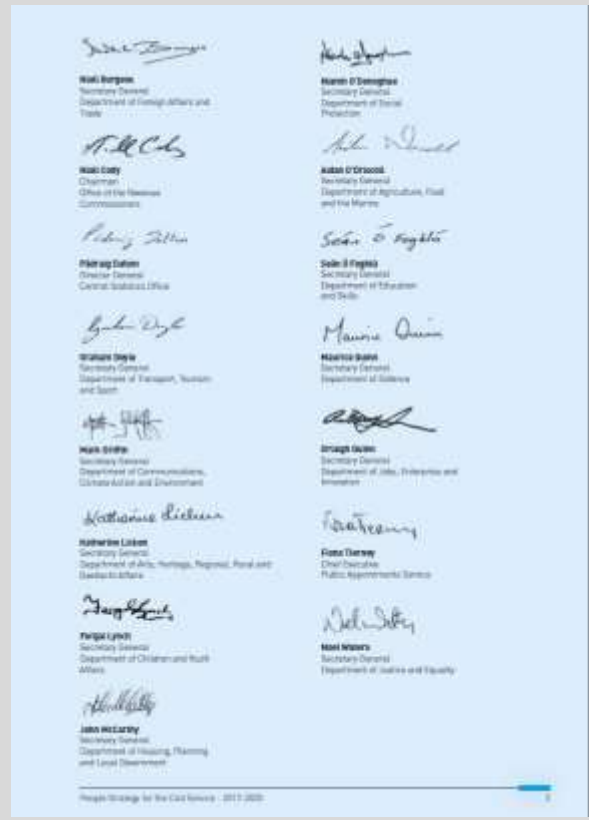 Niall Burgess
Secretary General
Department of Foreign Affairs and
Trade
Niall Cody
Chairman
Office of the Revenue
Commissioners
Pádraig Dalton
Director General
Central Statistics Office
Graham Doyle
Secretary General
Department of Transport, Tourism
and Sport
Mark Griffin
Secretary General
Department of Communications,
Climate Action and Environment
Katherine Licken
Secretary General
Department of Arts, Heritage, Regional, Rural and
Gaeltacht Affairs
Fergal Lynch
Secretary General
Department of Children and Youth
Affairs
John McCarthy
Secretary General
Department of Housing, Planning
and Local Government
Niamh O'Donoghue
Secretary General
Department of Social
Protection
Aidan O'Driscoll
Secretary General
Department of Agriculture, Food
and the Marine
Seán Ó Foghlú
Seán Ó Foghlú
Secretary General
Department of Education
and Skills
Maurice Quinn
Maurice Quinn
Secretary General
Department of Defence
Orlaigh Quinn
Secretary General
Department of Jobs, Enterprise and
Innovation
Fiona Tierney
Chief Executive
Public Appointments Service
Noel Waters
Secretary General
Department of Justice and Equality
People Strategy for the Civil Service - 2017-2020